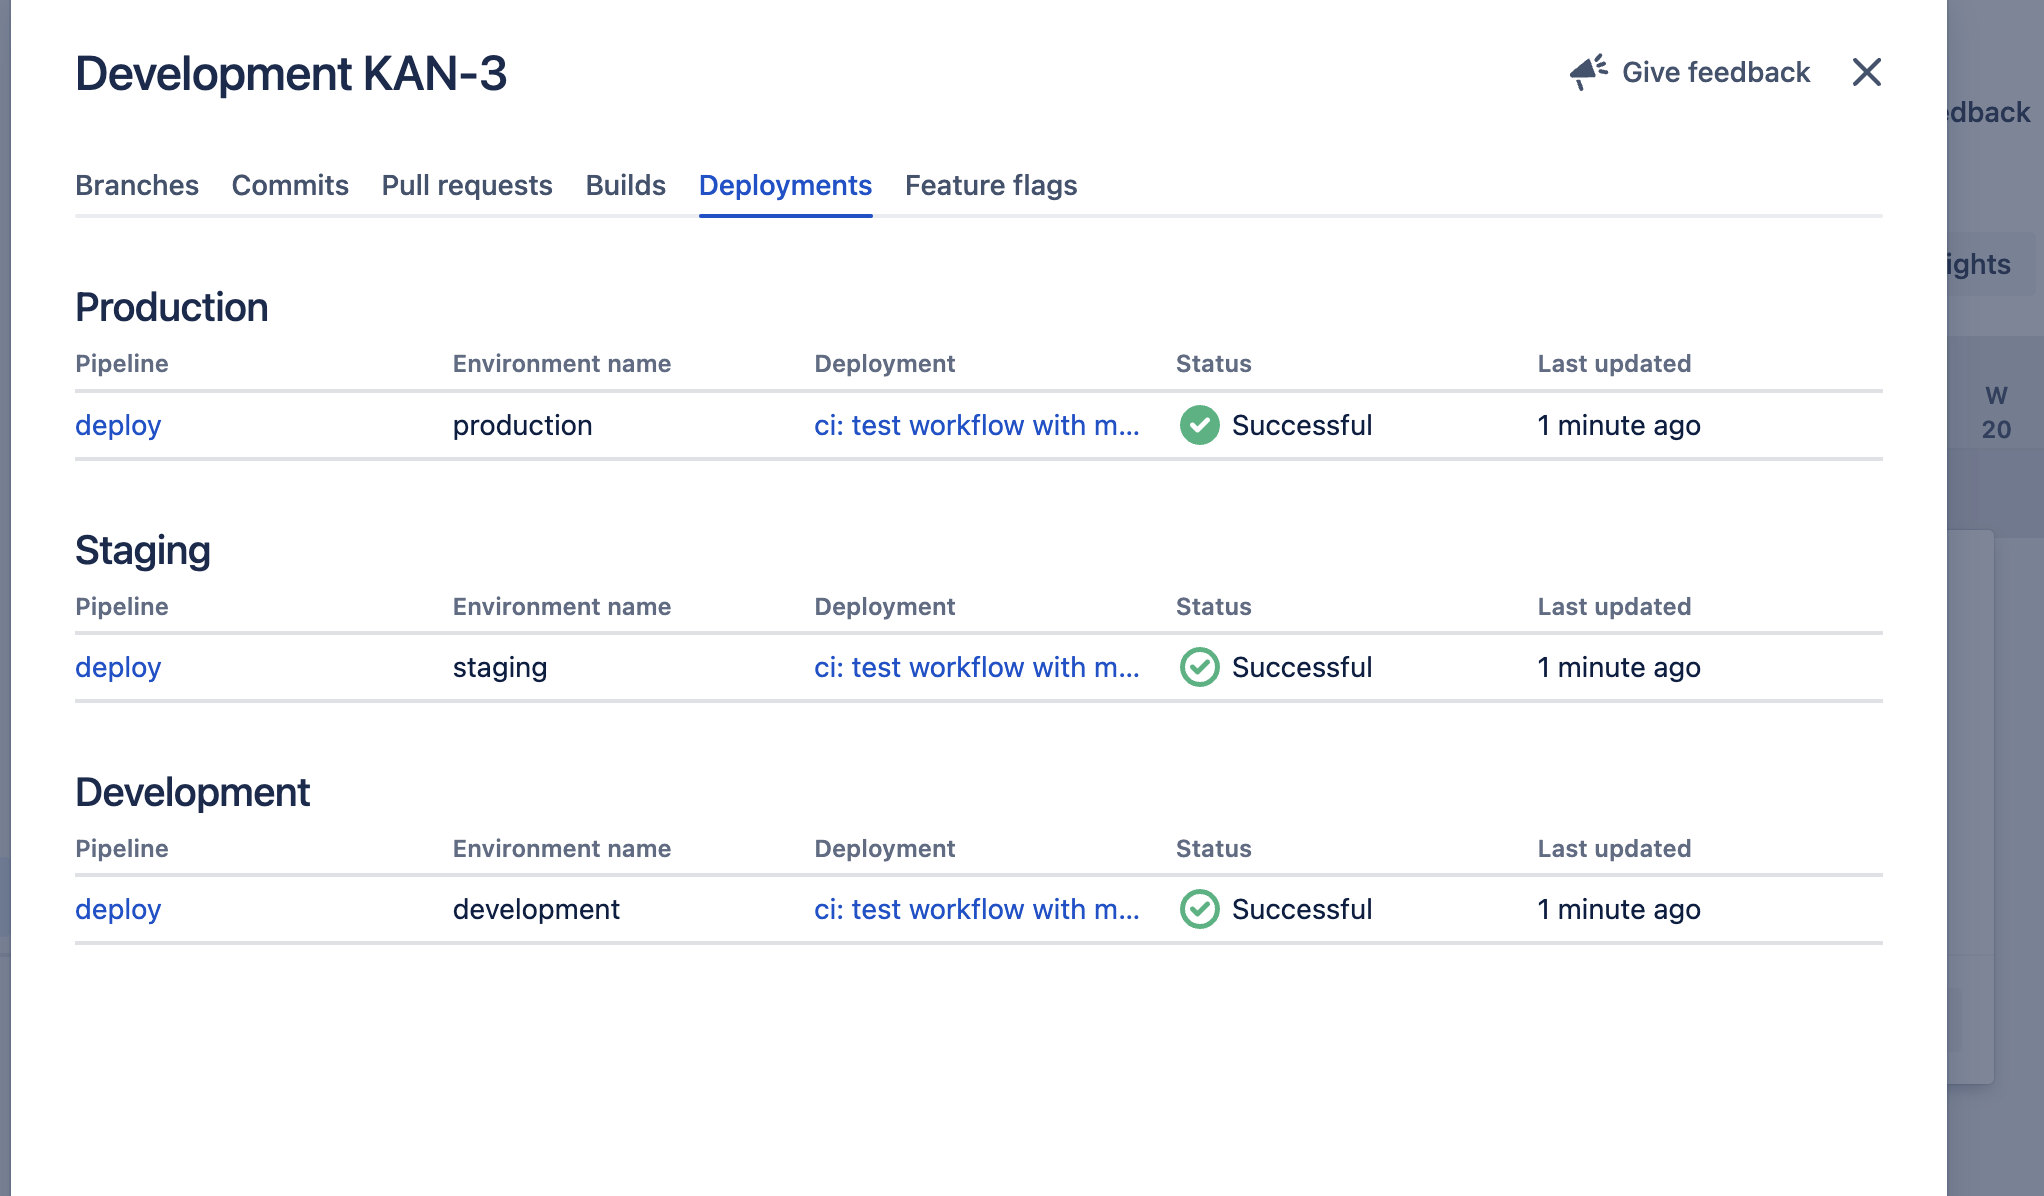 Development KAN-3
Give feedback
Branches Commits Pull requests Builds Deployments Feature flags
Production
Pipeline Environment name Deployment Status Last updated
deploy production ci: test workflow with m... Successful 1 minute ago
Staging
Pipeline Environment name Deployment Status Last updated
deploy staging ci: test workflow with m... Successful 1 minute ago
Development
Pipeline Environment name Deployment Status Last updated
deploy development ci: test workflow with m... Successful 1 minute ago
edback
ights
W
20